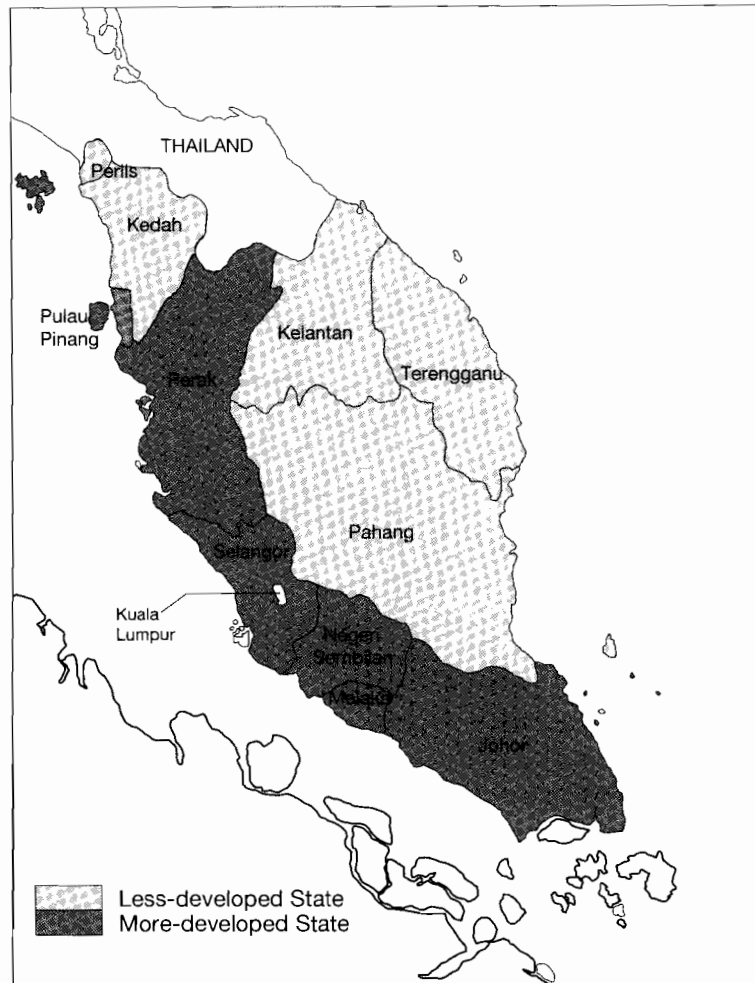 THAILAND
Perlis
Kedah
Pulau
Pinang
Kelantan
Perak
Terengganu
Pahang
Selangor
Kuala
Lumpur
Negeri
Sembilan
Melaka
Johor
Less-developed State
More-developed State